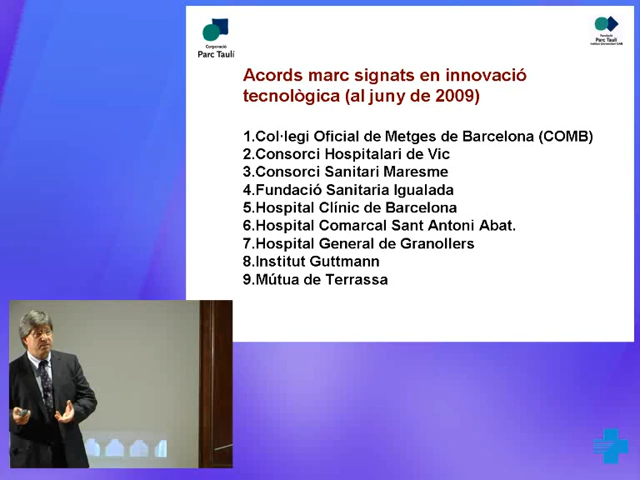 Corporació
Parc Taulí
Fundació
Parc Taulí
Acords marc signats en innovació
tecnològica (al juny de 2009)
1.Col·legi Oficial de Metges de Barcelona (COMB)
2.Consorci Hospitalari de Vic
3.Consorci Sanitari Maresme
4.Fundació Sanitaria Igualada
5.Hospital Clínic de Barcelona
6.Hospital Comarcal Sant Antoni Abat.
7.Hospital General de Granollers
8.Institut Guttmann
9.Mútua de Terrassa